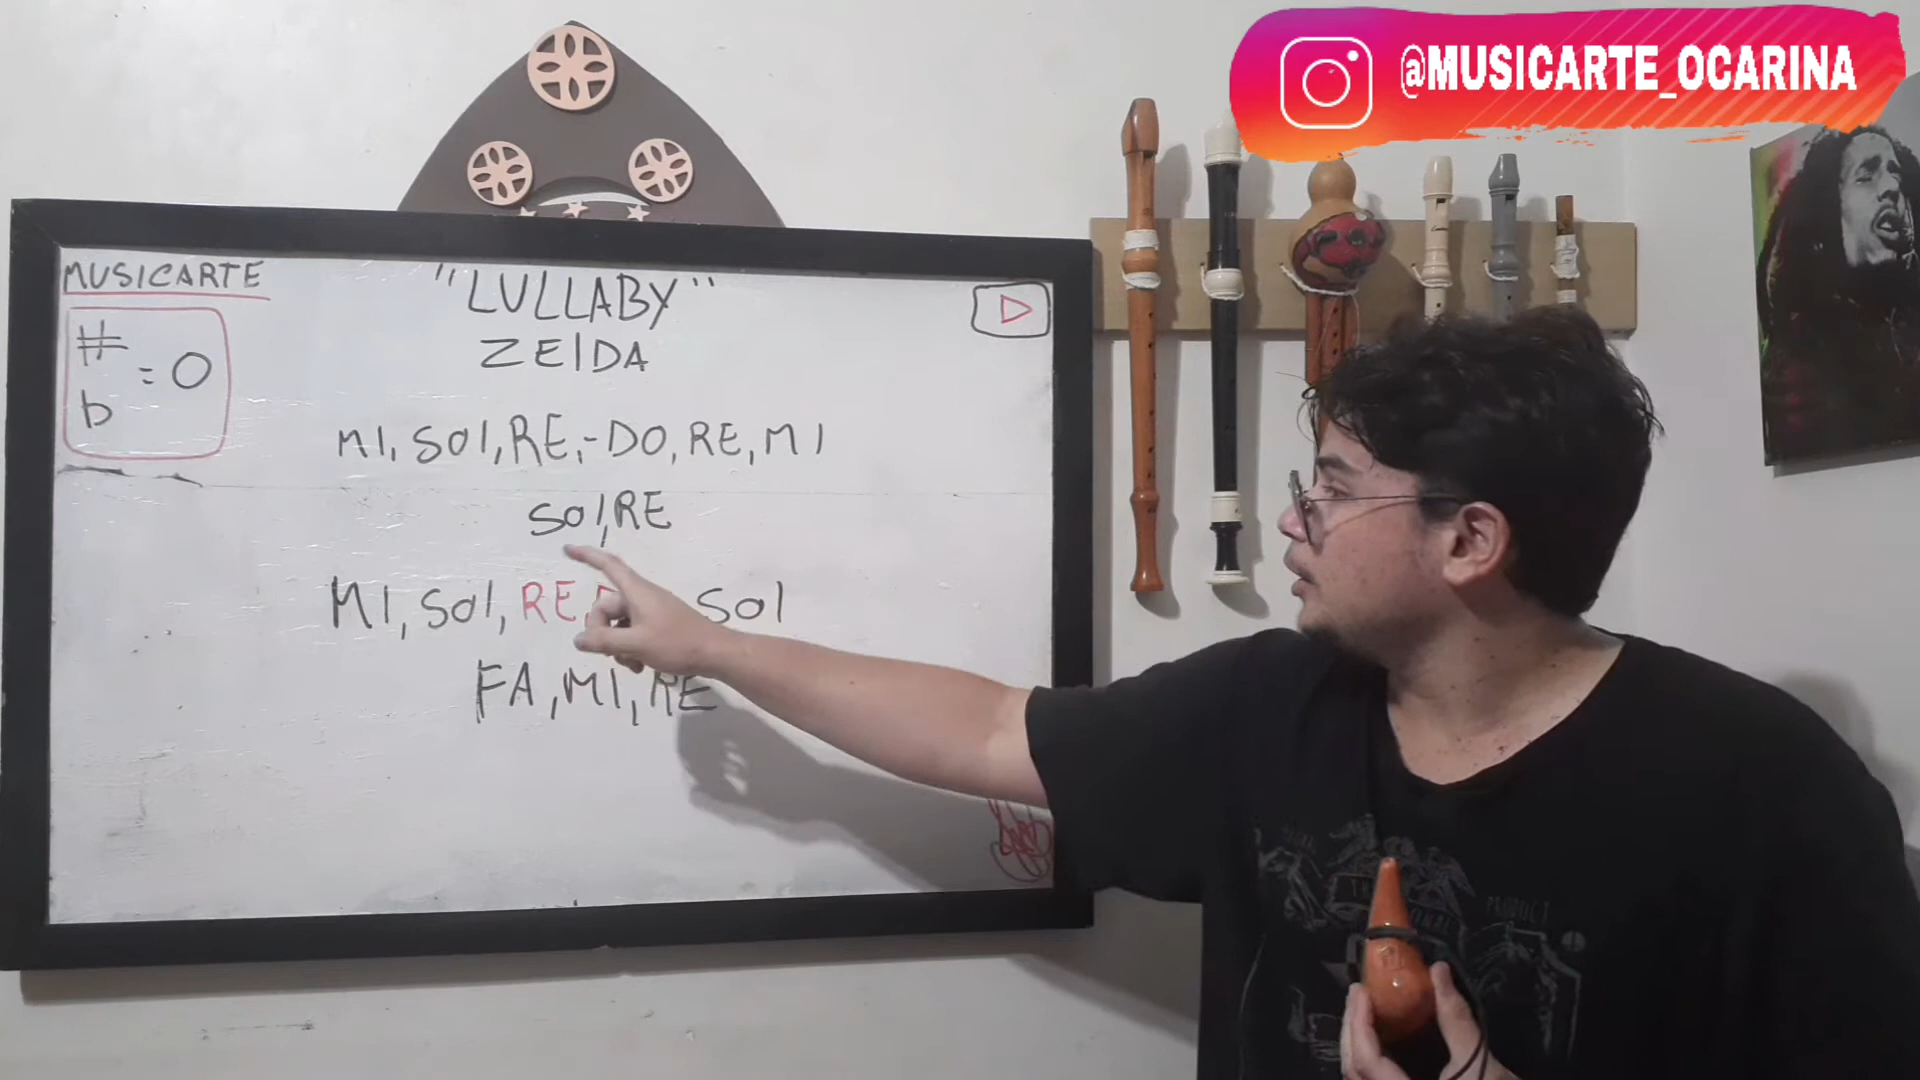 @MUSICARTE_OCARINA
MUSICARTE
# b = 0
"LULLABY"
ZElDA
MI, SOl, RE,-DO, RE, MI
SOl, RE
MI, SOl, RE, SOl
FA, MI, RE